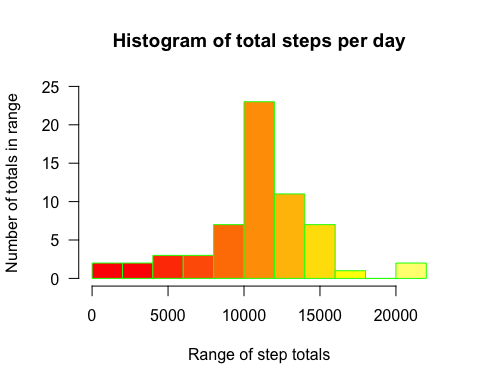 Histogram of total steps per day
Number of totals in range
25
20
15
10
5
0
0 5000 10000 15000 20000
Range of step totals